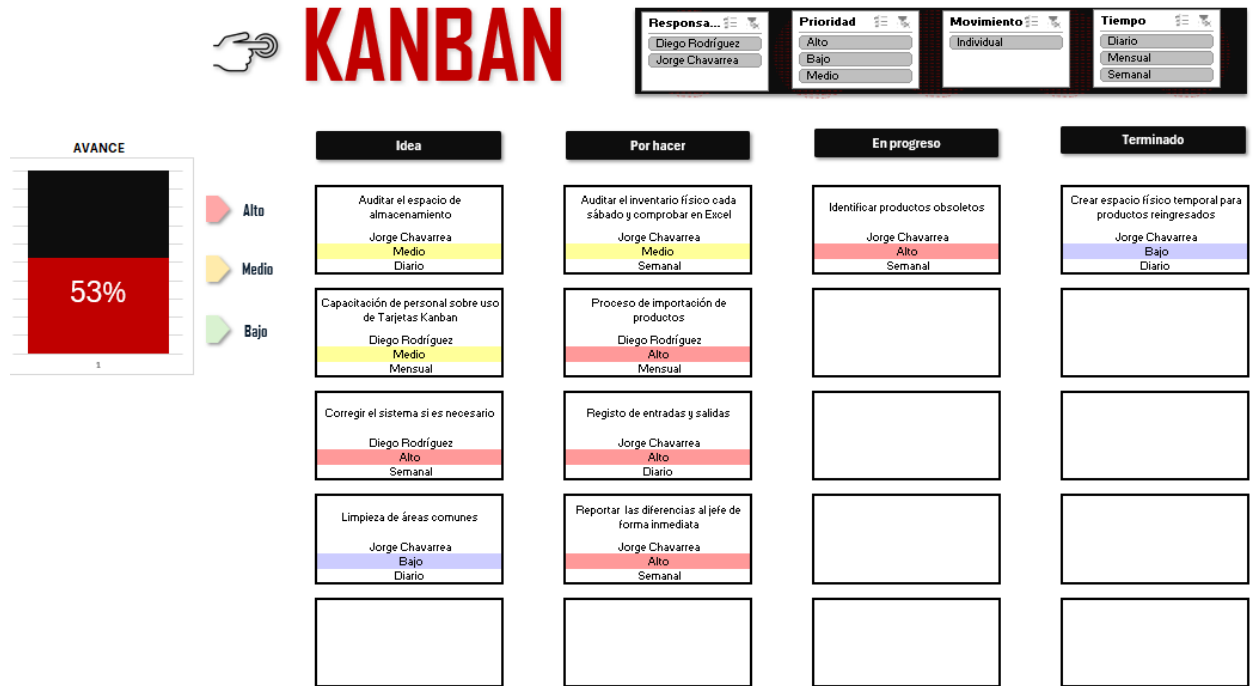 KANBAN
Responsa...
Diego Rodríguez
Jorge Chavarrea
Prioridad
Alto
Bajo
Medio
Movimiento
Individual
Tiempo
Diario
Mensual
Semanal
AVANCE
53%
1
Alto
Medio
Bajo
Idea
Auditar el espacio de
almacenamiento
Jorge Chavarrea
Medio
Diario
Capacitación de personal sobre uso
de Tarjetas Kanban
Diego Rodríguez
Medio
Mensual
Corregir el sistema si es necesario
Diego Rodríguez
Alto
Semanal
Limpieza de áreas comunes
Jorge Chavarrea
Bajo
Diario
Por hacer
Auditar el inventario físico cada
sábado y comprobar en Excel
Jorge Chavarrea
Medio
Semanal
Proceso de importación de
productos
Diego Rodríguez
Alto
Mensual
Registo de entradas y salidas
Jorge Chavarrea
Alto
Diario
Reportar las diferencias al jefe de
forma inmediata
Jorge Chavarrea
Alto
Semanal
En progreso
Identificar productos obsoletos
Jorge Chavarrea
Alto
Semanal
Terminado
Crear espacio físico temporal para
productos reingresados
Jorge Chavarrea
Bajo
Diario